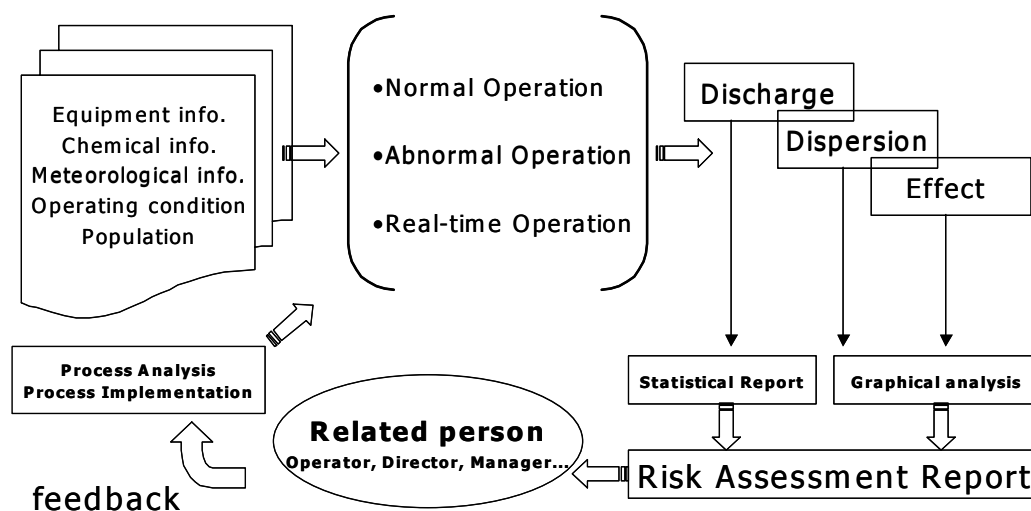 Equipment info.
Chemical info.
Meteorological info.
Operating condition
Population
•Normal Operation
•Abnormal Operation
•Real-time Operation
Discharge
Dispersion
Effect
Process Analysis
Process Implementation
Statistical Report
Graphical analysis
Related person
Operator, Director, Manager...
Risk Assessment Report
feedback